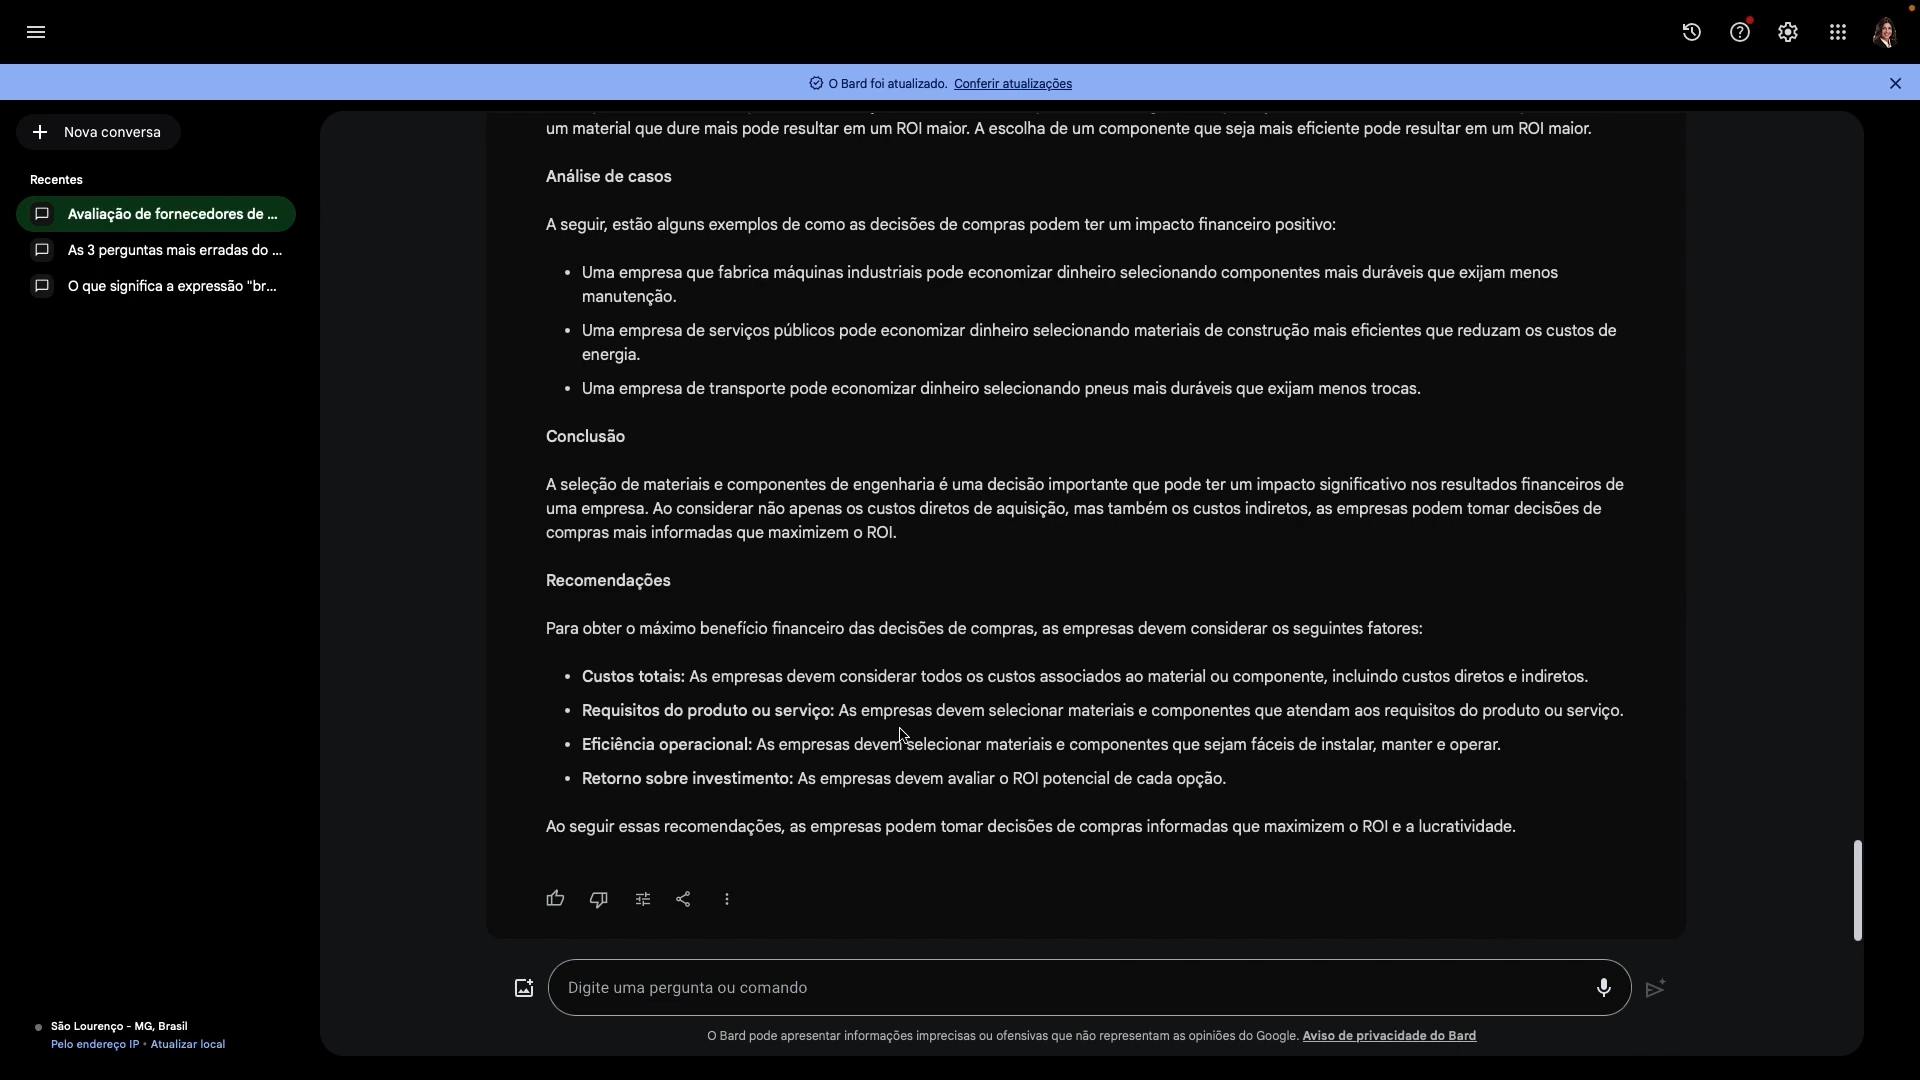 O Bard foi atualizado. Conferir atualizações
Nova conversa
Recentes
Avaliação de fornecedores de ...
As 3 perguntas mais erradas do ...
O que significa a expressão "br...
um material que dure mais pode resultar em um ROI maior. A escolha de um componente que seja mais eficiente pode resultar em um ROI maior.
Análise de casos
A seguir, estão alguns exemplos de como as decisões de compras podem ter um impacto financeiro positivo:
• Uma empresa que fabrica máquinas industriais pode economizar dinheiro selecionando componentes mais duráveis que exijam menos
manutenção.
• Uma empresa de serviços públicos pode economizar dinheiro selecionando materiais de construção mais eficientes que reduzam os custos de
energia.
• Uma empresa de transporte pode economizar dinheiro selecionando pneus mais duráveis que exijam menos trocas.
Conclusão
A seleção de materiais e componentes de engenharia é uma decisão importante que pode ter um impacto significativo nos resultados financeiros de
uma empresa. Ao considerar não apenas os custos diretos de aquisição, mas também os custos indiretos, as empresas podem tomar decisões de
compras mais informadas que maximizem o ROI.
Recomendações
Para obter o máximo benefício financeiro das decisões de compras, as empresas devem considerar os seguintes fatores:
• Custos totais: As empresas devem considerar todos os custos associados ao material ou componente, incluindo custos diretos e indiretos.
• Requisitos do produto ou serviço: As empresas devem selecionar materiais e componentes que atendam aos requisitos do produto ou serviço.
• Eficiência operacional: As empresas devem selecionar materiais e componentes que sejam fáceis de instalar, manter e operar.
• Retorno sobre investimento: As empresas devem avaliar o ROI potencial de cada opção.
Ao seguir essas recomendações, as empresas podem tomar decisões de compras informadas que maximizem o ROI e a lucratividade.
Digite uma pergunta ou comando
O Bard pode apresentar informações imprecisas ou ofensivas que não representam as opiniões do Google. Aviso de privacidade do Bard
São Lourenço - MG, Brasil
Pelo endereço IP • Atualizar local